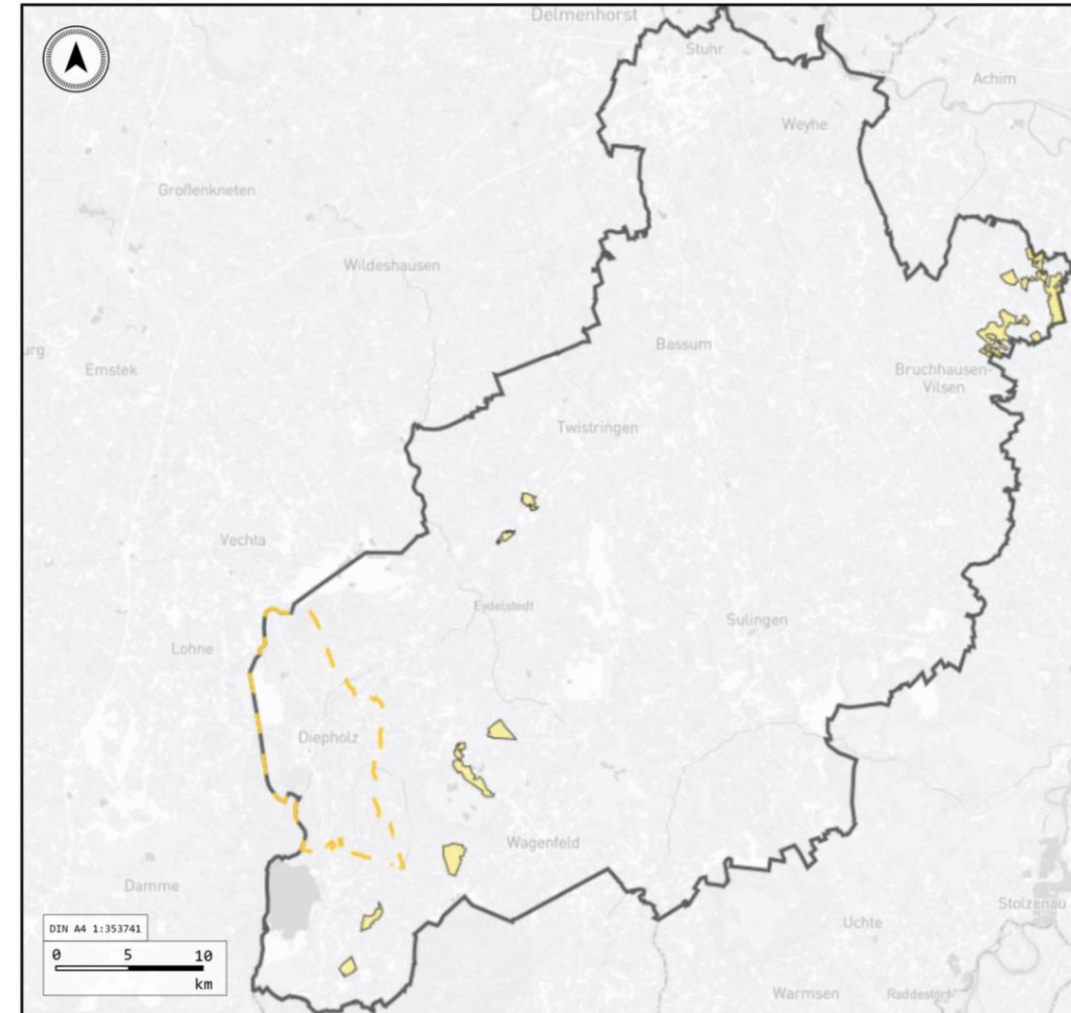 Delmenhorst
Stuhr
Achim
Weyhe
Großenkneten
Wildeshausen
urg
Emstek
Bassum
Bruchhausen-
Vilsen
Twistringen
Vechta
Eydelstedt
Lohne
Sulingen
Diepholz
Wagenfeld
Damme
Stolzenau
Uchte
DIN A4 1:353741
0 5 10
km
Warmsen
Raddestorf